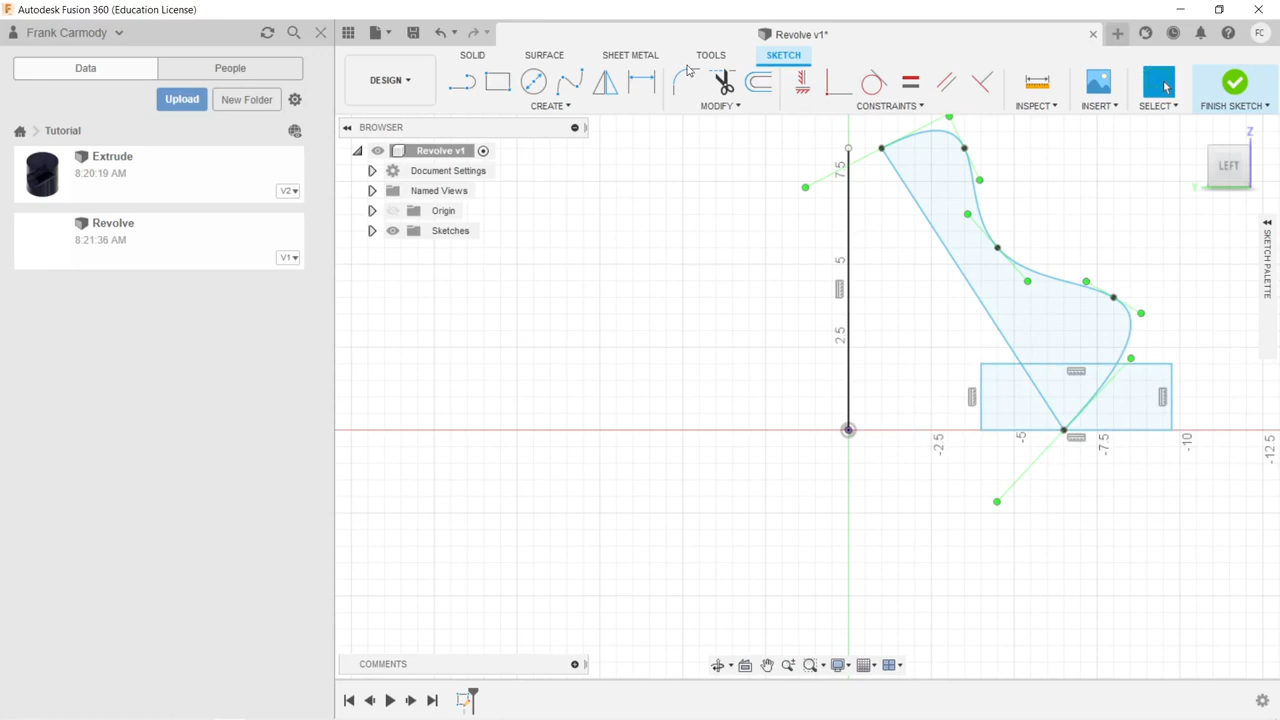 Autodesk Fusion 360 (Education License)
Frank Carmody
Revolve v1*
FC
Data
People
Upload
New Folder
Tutorial
Extrude
8:20:19 AM
V2
Revolve
8:21:36 AM
V1
DESIGN
SOLID
SURFACE
SHEET METAL
TOOLS
SKETCH
CREATE
MODIFY
CONSTRAINTS
INSPECT
INSERT
SELECT
FINISH SKETCH
BROWSER
Revolve v1
Document Settings
Named Views
Origin
Sketches
7.5
5
2.5
-2.5
-5
-7.5
-10
-12.5
Z
LEFT
Y
SKETCH PALETTE
COMMENTS